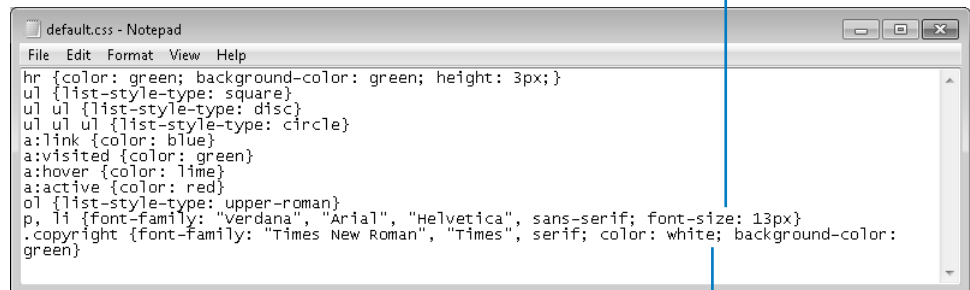 default.css - Notepad
File Edit Format View Help
hr {color: green; background-color: green; height: 3px;}
ul {list-style-type: square}
ul ul {list-style-type: disc}
ul ul ul {list-style-type: circle}
a:link {color: blue}
a:visited {color: green}
a:hover {color: lime}
a:active {color: red}
ol {list-style-type: upper-roman}
p, li {font-family: "Verdana", "Arial", "Helvetica", sans-serif; font-size: 13px}
.copyright {font-family: "Times New Roman", "Times", serif; color: white; background-color:
green}